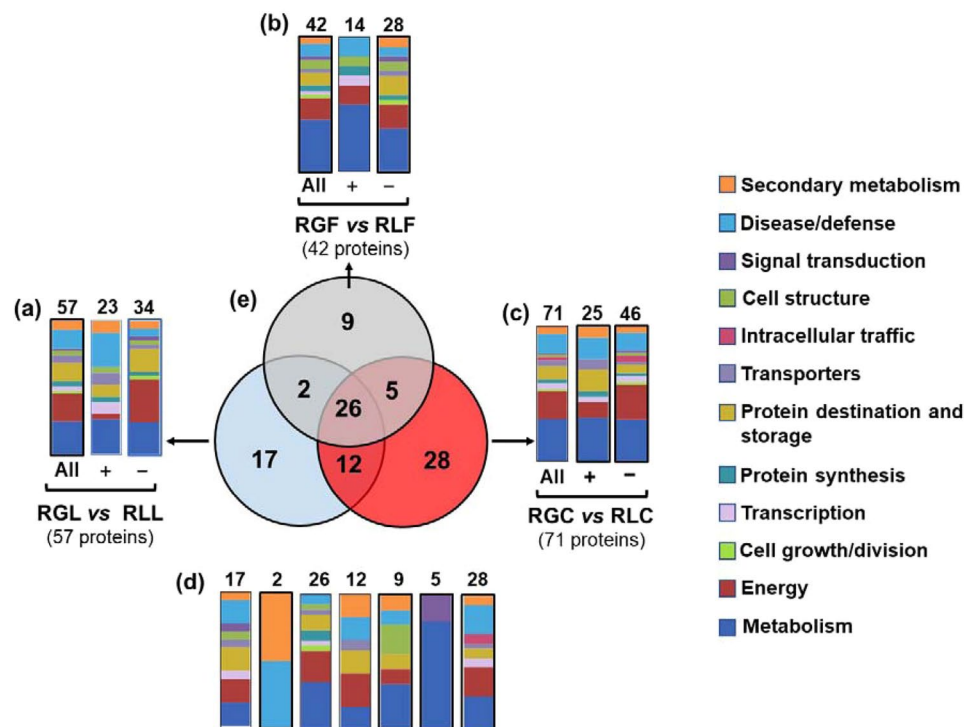 (b)
42 14 28
All + −
RGF vs RLF
(42 proteins)
(a)
57 23 34
All + −
RGL vs RLL
(57 proteins)
(e)
9
2
5
26
17
12
28
(c)
71 25 46
All + −
RGC vs RLC
(71 proteins)
(d)
17 2 26 12 9 5 28
Secondary metabolism
Disease/defense
Signal transduction
Cell structure
Intracellular traffic
Transporters
Protein destination and
storage
Protein synthesis
Transcription
Cell growth/division
Energy
Metabolism